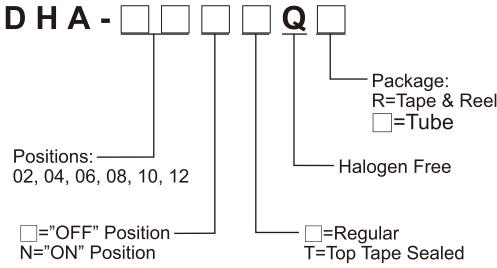 DHA-□□□□Q□
Package:
R=Tape & Reel
□=Tube
Positions:
02, 04, 06, 08, 10, 12
Halogen Free
□=”OFF” Position
N=”ON” Position
□=Regular
T=Top Tape Sealed